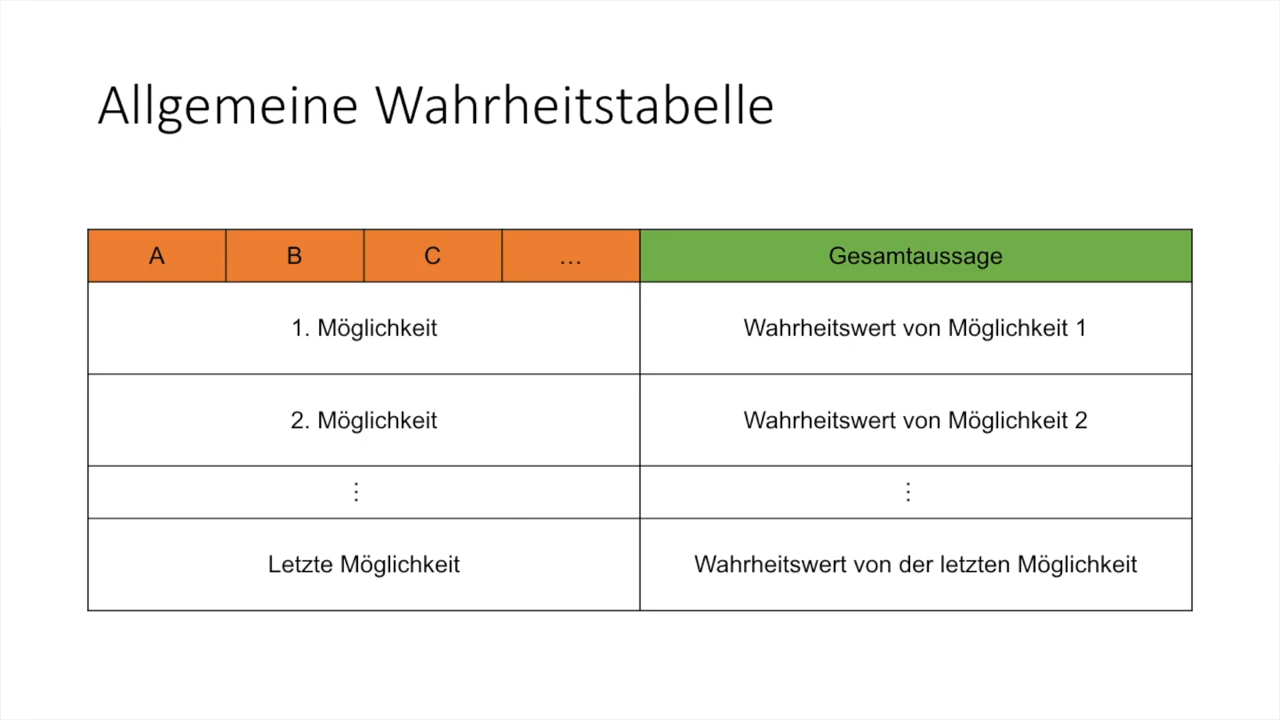 Allgemeine Wahrheitstabelle
A B C … Gesamtaussage
1. Möglichkeit Wahrheitswert von Möglichkeit 1
2. Möglichkeit Wahrheitswert von Möglichkeit 2
⋮ ⋮
Letzte Möglichkeit Wahrheitswert von der letzten Möglichkeit